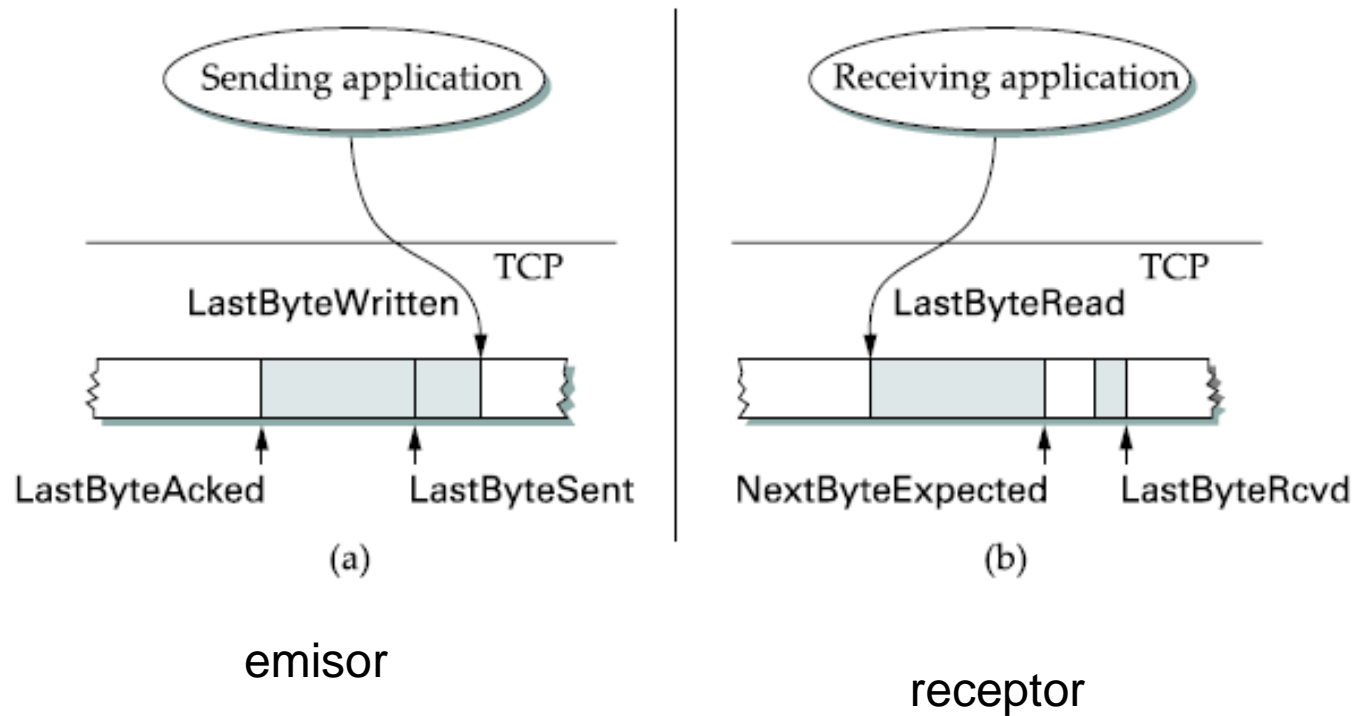 Sending application
TCP
LastByteWritten
LastByteAcked
LastByteSent
(a)
emisor
Receiving application
TCP
LastByteRead
NextByteExpected
LastByteRcvd
(b)
receptor